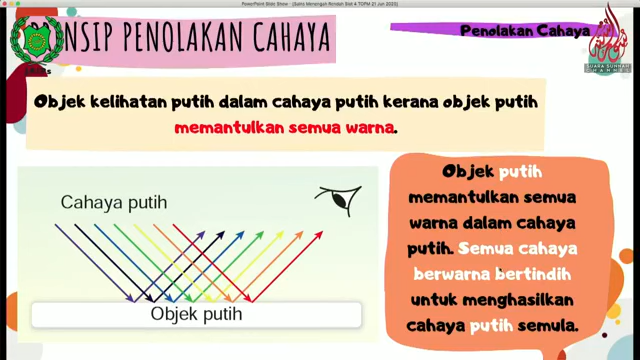 PowerPoint Slide Show - [Sains Menengah Rendah Slot 4 TOPM 21 Jun 2023]
NSIP PENOLAKAN CAHAYA
Penolakan Cahaya
SUARA SUNNAH
CHANNEL
Objek kelihatan putih dalam cahaya putih kerana objek putih
memantulkan semua warna.
Cahaya putih
Objek putih
Objek putih
memantulkan semua
warna dalam cahaya
putih. Semua cahaya
berwarna bertindih
untuk menghasilkan
cahaya putih semula.